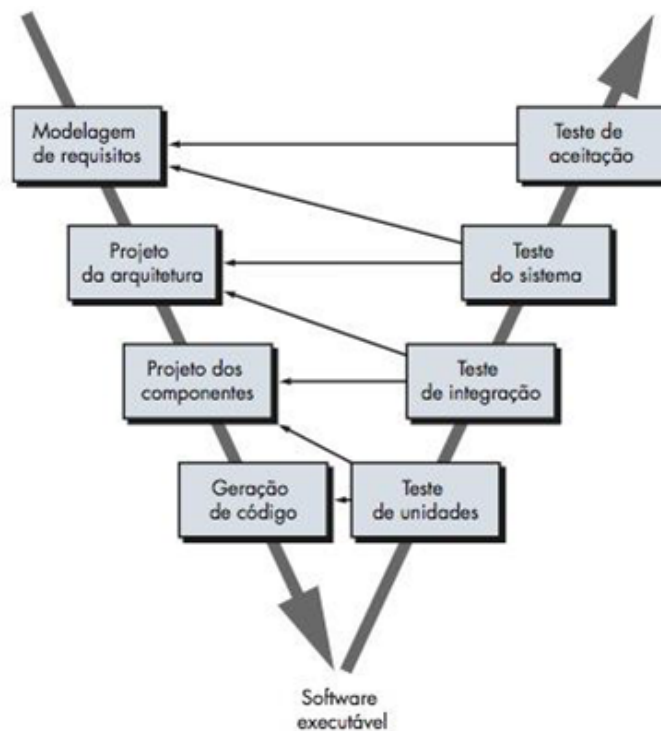 Modelagem
de requisitos
Teste de
aceitação
Projeto
da arquitetura
Teste
do sistema
Projeto dos
componentes
Teste
de integração
Geração
de código
Teste
de unidades
Software
executável